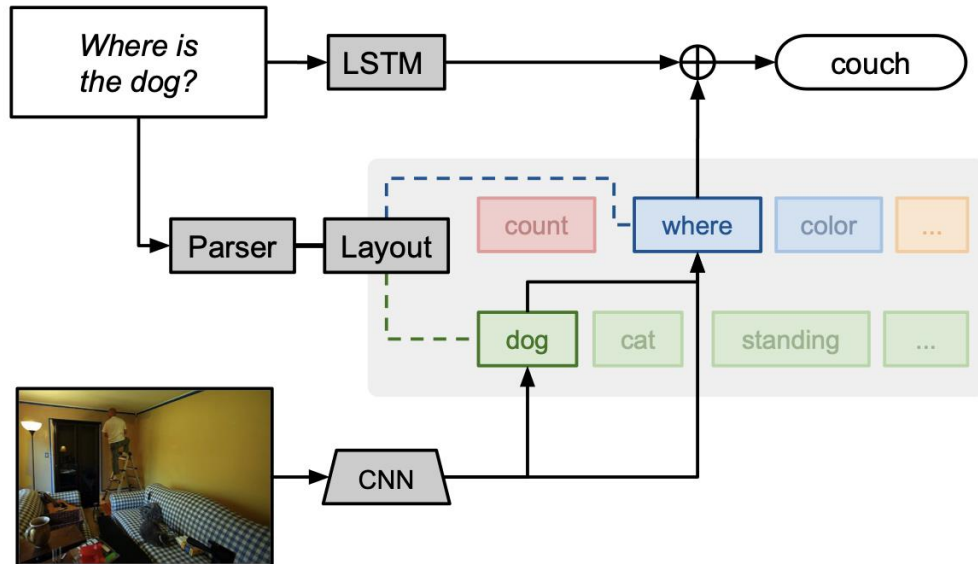 Where is
the dog?
LSTM
couch
count
where
color
...
Parser
Layout
dog
cat
standing
...
CNN